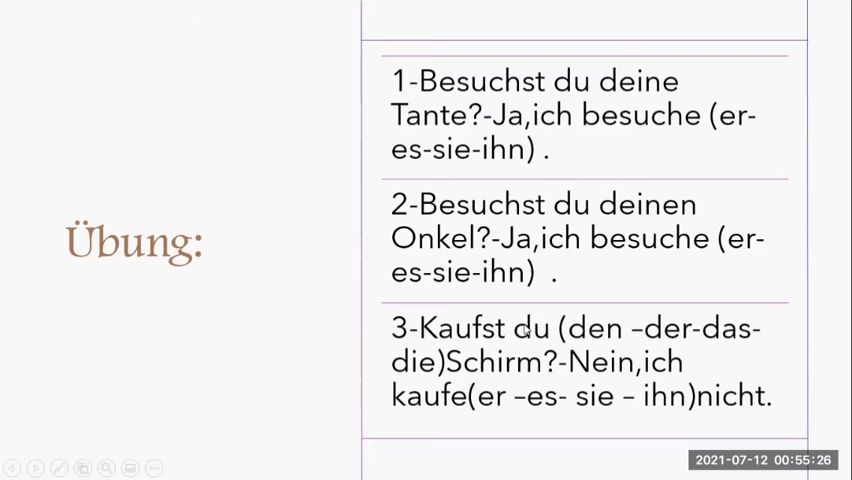 Übung:
1-Besuchst du deine
Tante?-Ja,ich besuche (er-
es-sie-ihn) .
2-Besuchst du deinen
Onkel?-Ja,ich besuche (er-
es-sie-ihn)  .
3-Kaufst du (den –der-das-
die)Schirm?-Nein,ich
kaufe(er –es- sie – ihn)nicht.
2021-07-12 00:55:26